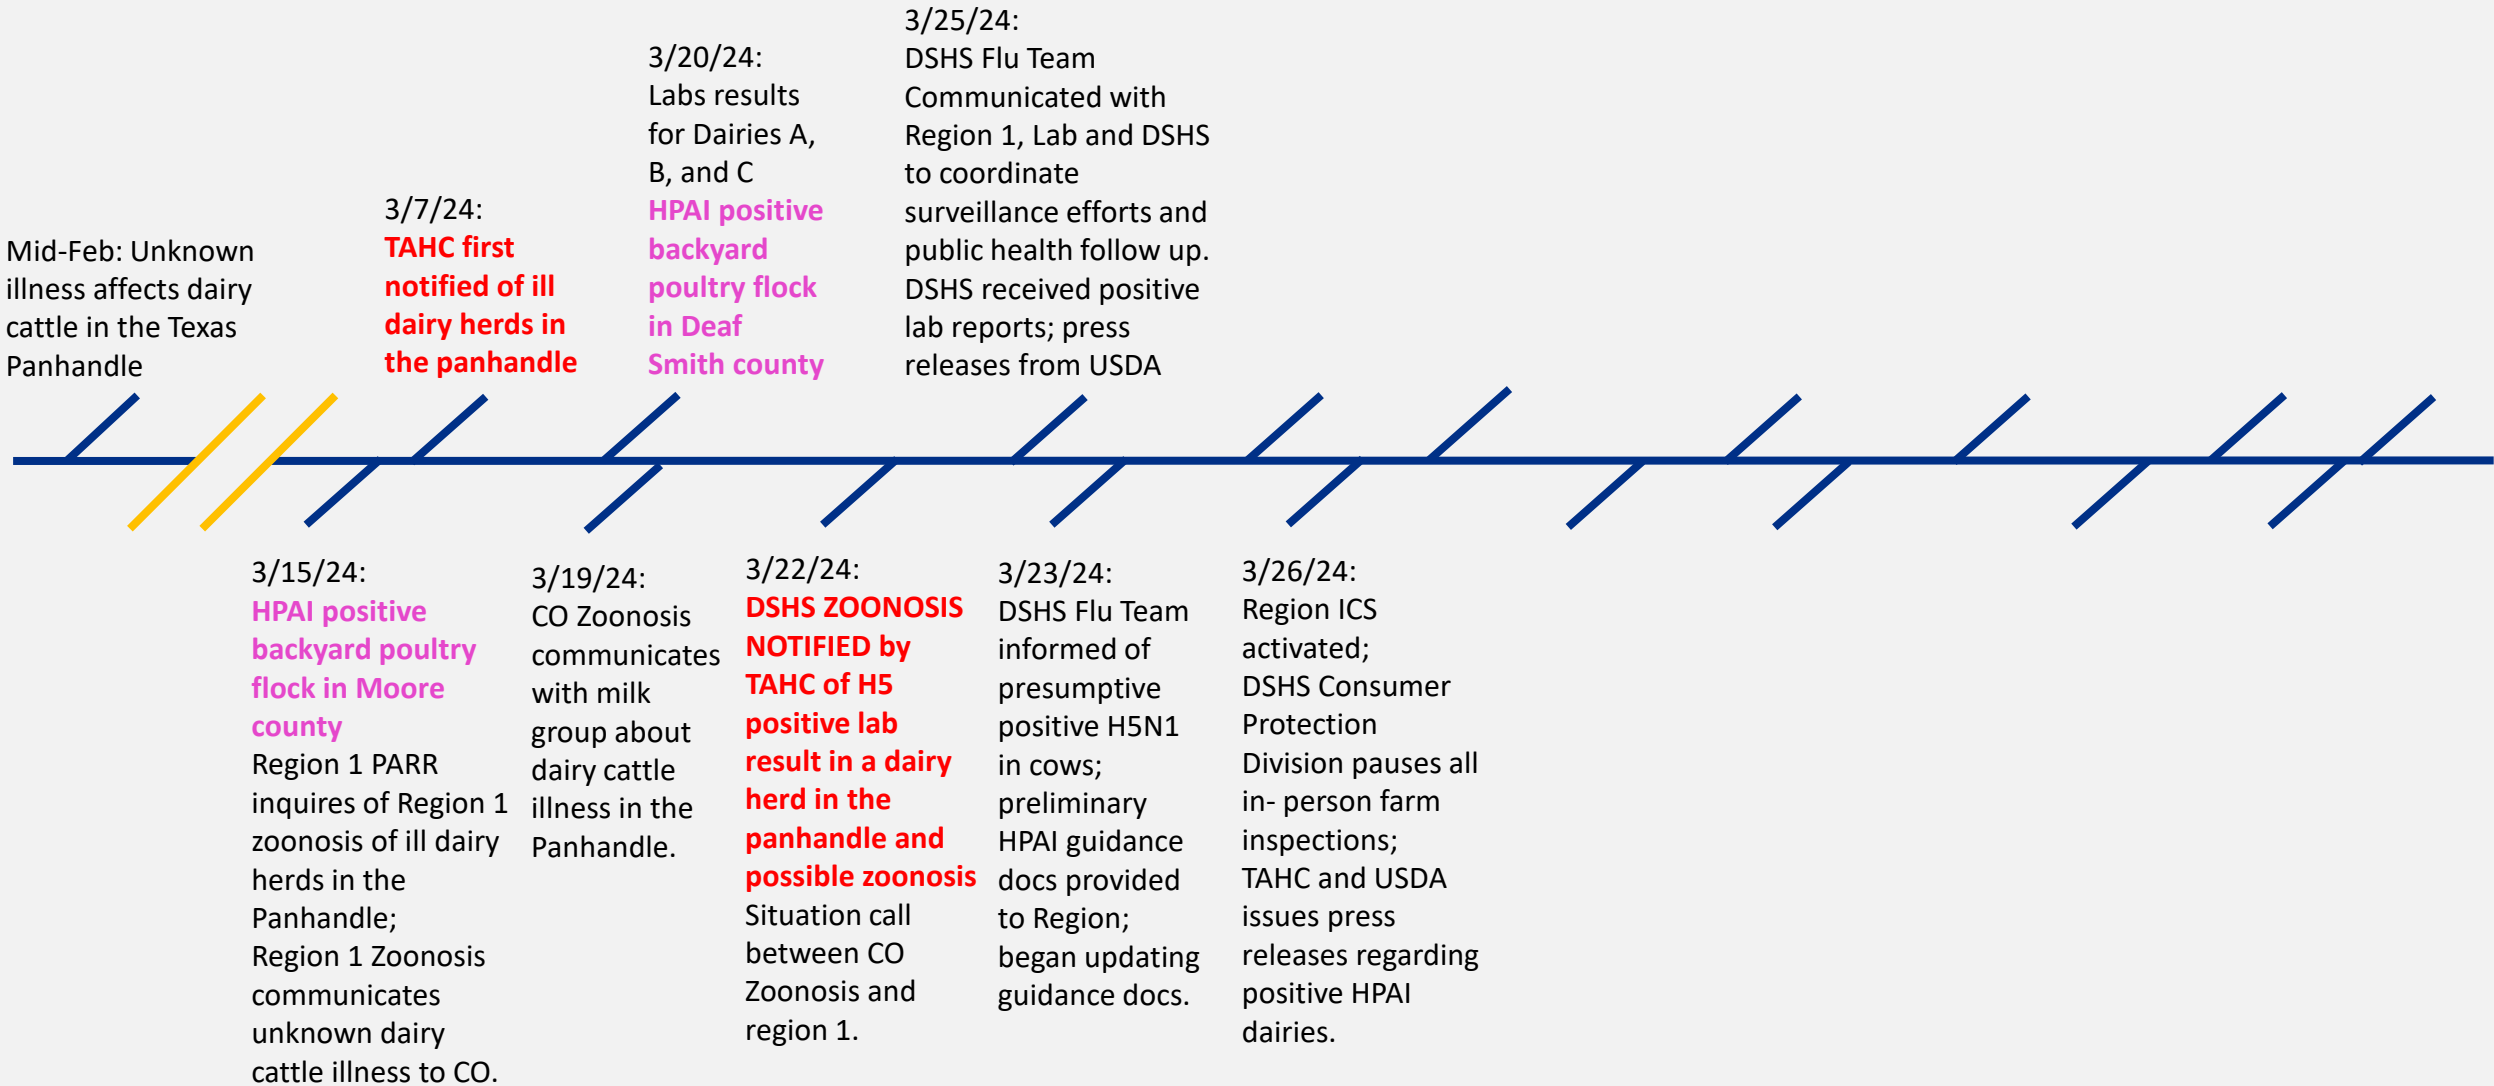 Mid-Feb: Unknown
illness affects dairy
cattle in the Texas
Panhandle
3/7/24:
TAHC first
notified of ill
dairy herds in
the panhandle
3/20/24:
Labs results
for Dairies A,
B, and C
HPAI positive
backyard
poultry flock
in Deaf
Smith county
3/25/24:
DSHS Flu Team
Communicated with
Region 1, Lab and DSHS
to coordinate
surveillance efforts and
public health follow up.
DSHS received positive
lab reports; press
releases from USDA
3/15/24:
HPAI positive
backyard poultry
flock in Moore
county
Region 1 PARR
inquires of Region 1
zoonosis of ill dairy
herds in the
Panhandle;
Region 1 Zoonosis
communicates
unknown dairy
cattle illness to CO.
3/19/24:
CO Zoonosis
communicates
with milk
group about
dairy cattle
illness in the
Panhandle.
3/22/24:
DSHS ZOONOSIS
NOTIFIED by
TAHC of H5
positive lab
result in a dairy
herd in the
panhandle and
possible zoonosis
Situation call
between CO
Zoonosis and
region 1.
3/23/24:
DSHS Flu Team
informed of
presumptive
positive H5N1
in cows;
preliminary
HPAI guidance
docs provided
to Region;
began updating
guidance docs.
3/26/24:
Region ICS
activated;
DSHS Consumer
Protection
Division pauses all
in- person farm
inspections;
TAHC and USDA
issues press
releases regarding
positive HPAI
dairies.